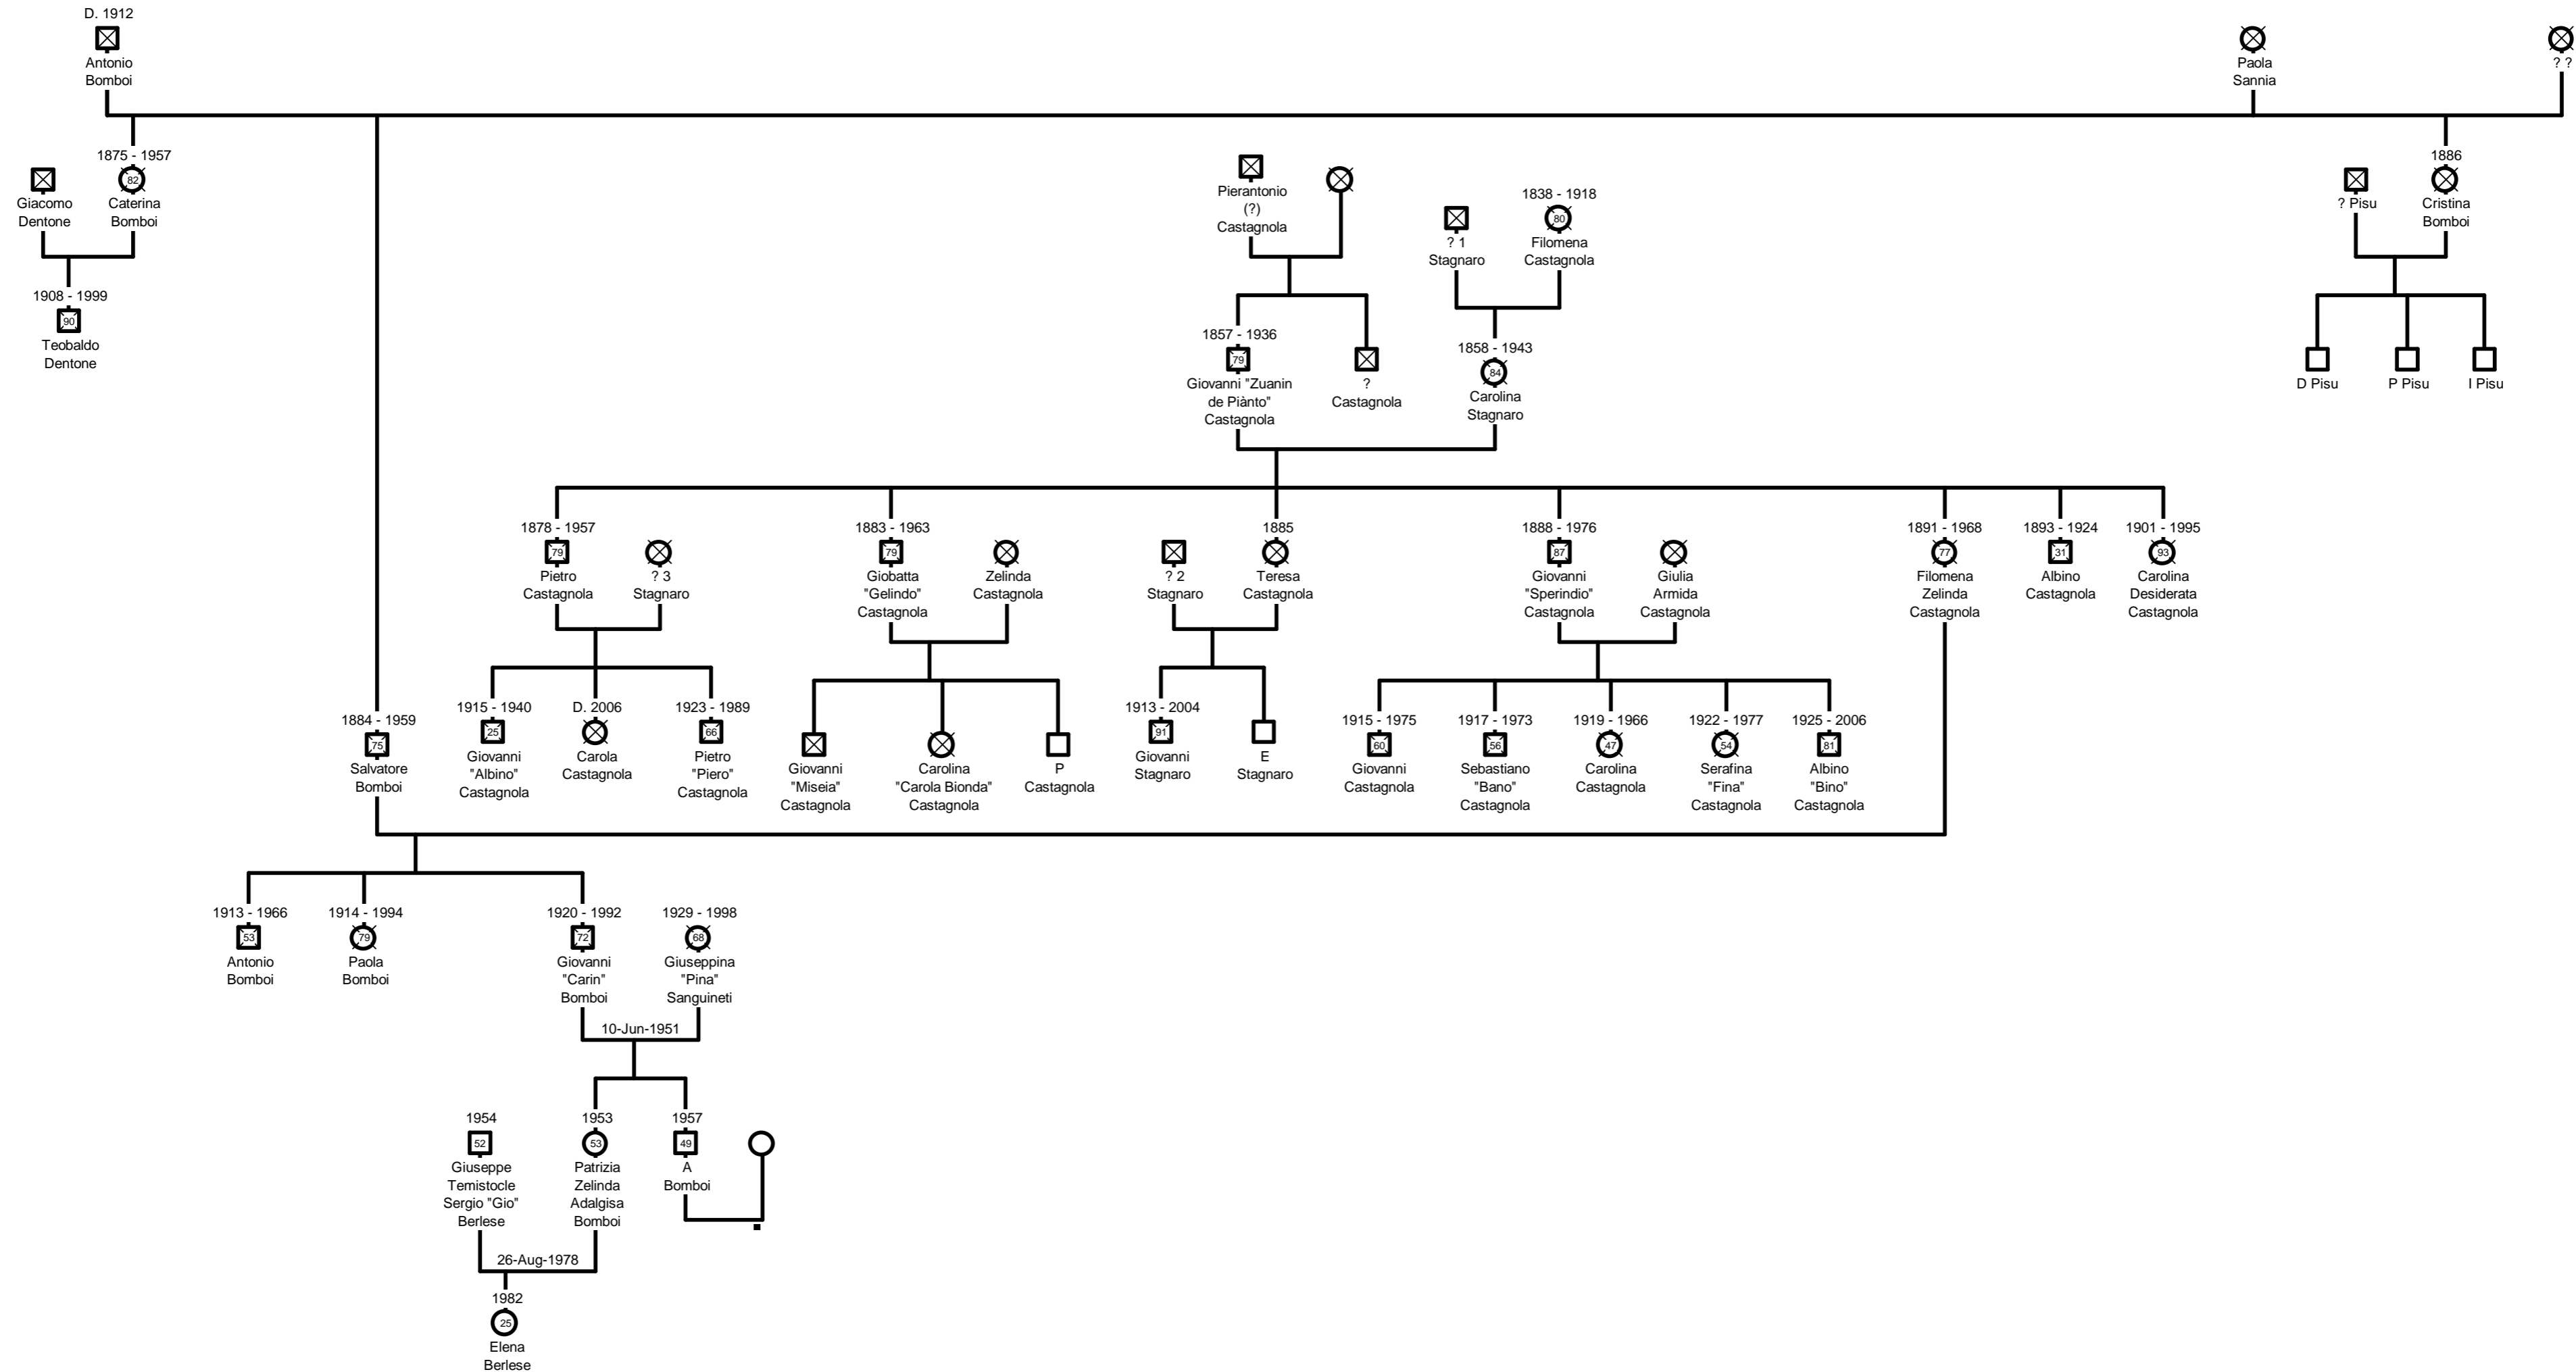 D. 1912
Antonio
Bomboi
Paola
Sannia
? ?
1875 - 1957
82
Giacomo
Dentone
Caterina
Bomboi
1908 - 1999
90
Teobaldo
Dentone
Pierantonio
(?)
Castagnola
? 1
Stagnaro
1838 - 1918
80
Filomena
Castagnola
? Pisu
1886
Cristina
Bomboi
1857 - 1936
79
Giovanni "Zuanin
de Piànto"
Castagnola
?
Castagnola
1858 - 1943
84
Carolina
Stagnaro
D Pisu
P Pisu
I Pisu
1878 - 1957
79
Pietro
Castagnola
? 3
Stagnaro
1883 - 1963
79
Giobatta
"Gelindo"
Castagnola
Zelinda
Castagnola
? 2
Stagnaro
1885
Teresa
Castagnola
1888 - 1976
87
Giovanni
"Sperindio"
Castagnola
Giulia
Armida
Castagnola
1891 - 1968
77
Filomena
Zelinda
Castagnola
1893 - 1924
31
Albino
Castagnola
1901 - 1995
93
Carolina
Desiderata
Castagnola
1884 - 1959
75
Salvatore
Bomboi
1915 - 1940
25
Giovanni
"Albino"
Castagnola
D. 2006
Carola
Castagnola
1923 - 1989
66
Pietro
"Piero"
Castagnola
Giovanni
"Miseia"
Castagnola
Carolina
"Carola Bionda"
Castagnola
P
Castagnola
1913 - 2004
91
Giovanni
Stagnaro
E
Stagnaro
1915 - 1975
60
Giovanni
Castagnola
1917 - 1973
56
Sebastiano
"Bano"
Castagnola
1919 - 1966
47
Carolina
Castagnola
1922 - 1977
54
Serafina
"Fina"
Castagnola
1925 - 2006
81
Albino
"Bino"
Castagnola
1913 - 1966
53
Antonio
Bomboi
1914 - 1994
79
Paola
Bomboi
1920 - 1992
72
Giovanni
"Carin"
Bomboi
1929 - 1998
68
Giuseppina
"Pina"
Sanguineti
10-Jun-1951
1954
52
Giuseppe
Temistocle
Sergio "Gio"
Berlese
1953
53
Patrizia
Zelinda
Adalgisa
Bomboi
1957
49
A
Bomboi
26-Aug-1978
1982
25
Elena
Berlese